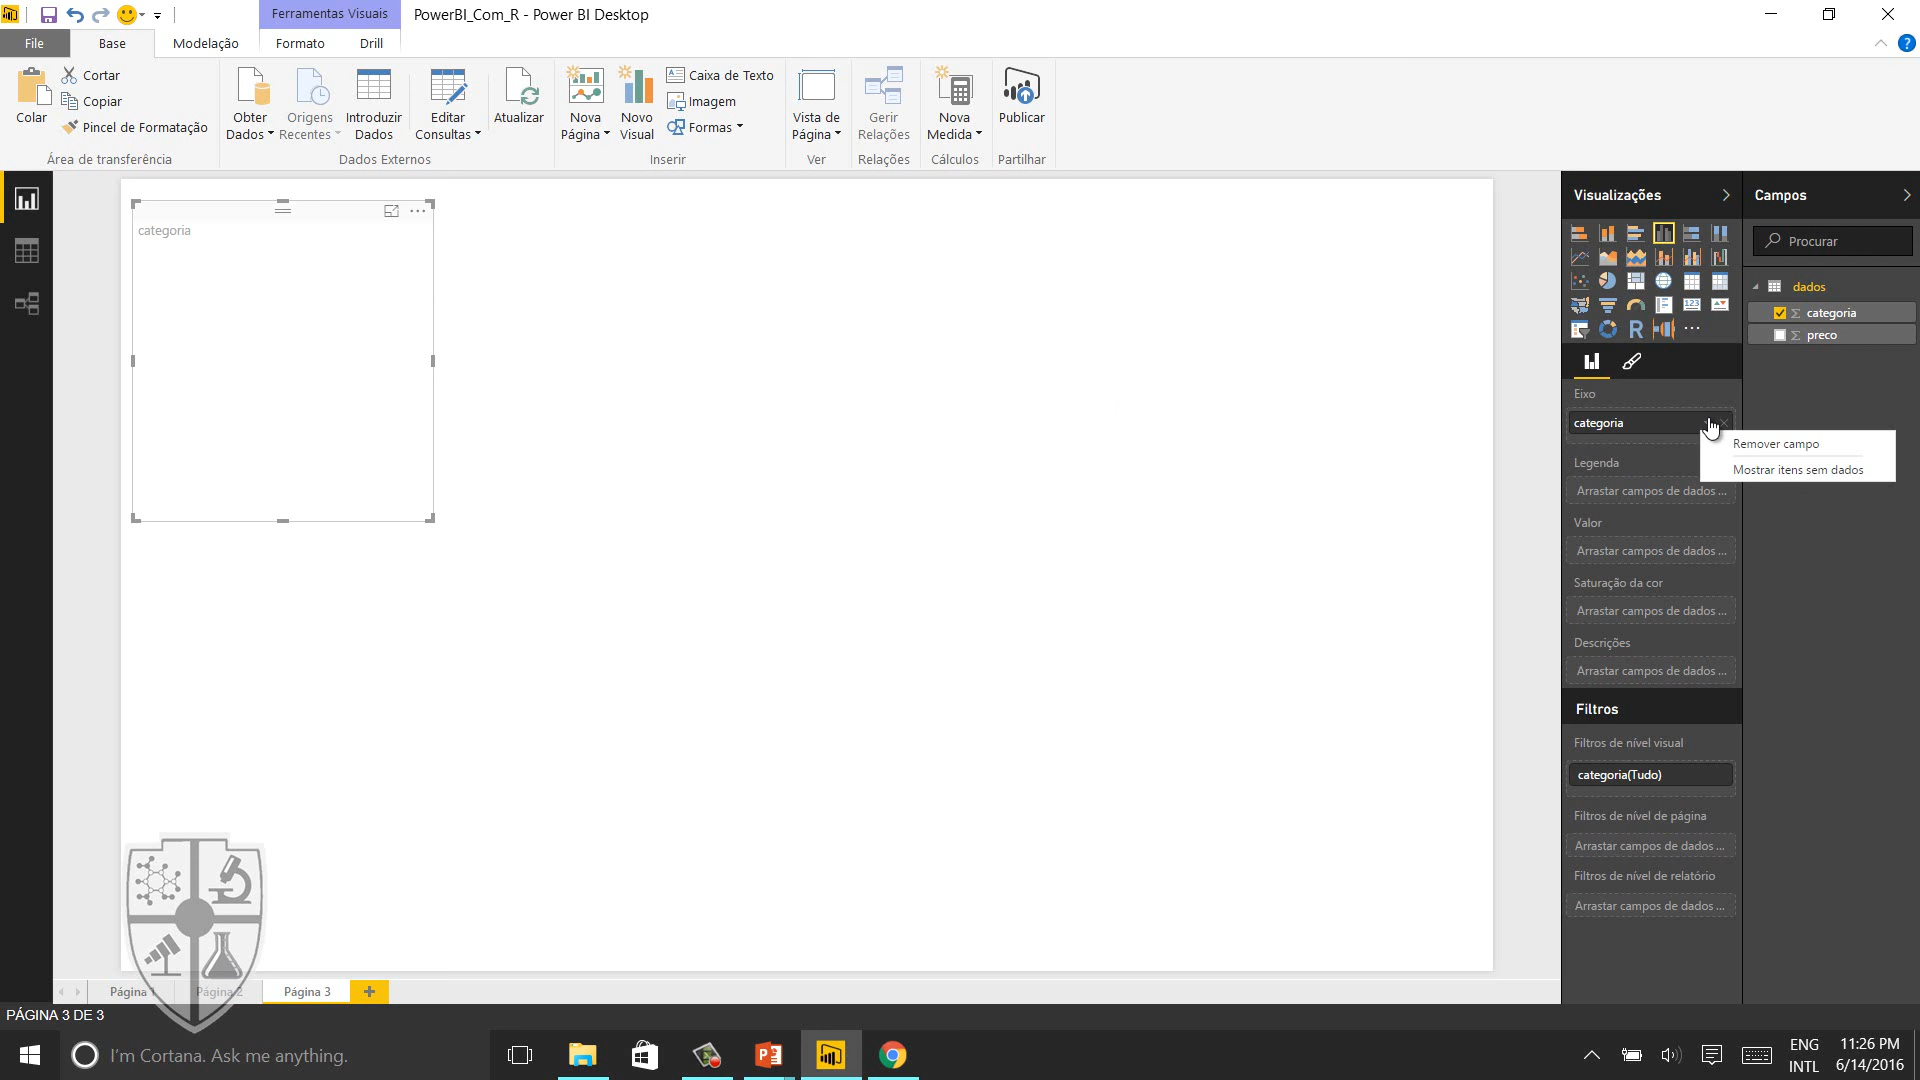 Ferramentas Visuais
PowerBI_Com_R - Power BI Desktop
File
Base
Modelação
Formato
Drill
Colar
Cortar
Copiar
Pincel de Formatação
Área de transferência
Obter Dados
Origens Recentes
Introduzir Dados
Editar Consultas
Atualizar
Dados Externos
Nova Página
Novo Visual
Caixa de Texto
Imagem
Formas
Inserir
Vista de Página
Ver
Gerir Relações
Relações
Nova Medida
Cálculos
Publicar
Partilhar
categoria
Visualizações
Campos
Procurar
dados
categoria
preco
R
123
Eixo
categoria
Remover campo
Mostrar itens sem dados
Legenda
Arrastar campos de dados ...
Valor
Arrastar campos de dados ...
Saturação da cor
Arrastar campos de dados ...
Descrições
Arrastar campos de dados ...
Filtros
Filtros de nível visual
categoria(Tudo)
Filtros de nível de página
Arrastar campos de dados ...
Filtros de nível de relatório
Arrastar campos de dados ...
Página 1
Página 2
Página 3
PÁGINA 3 DE 3
I'm Cortana. Ask me anything.
ENG
INTL
11:26 PM
6/14/2016